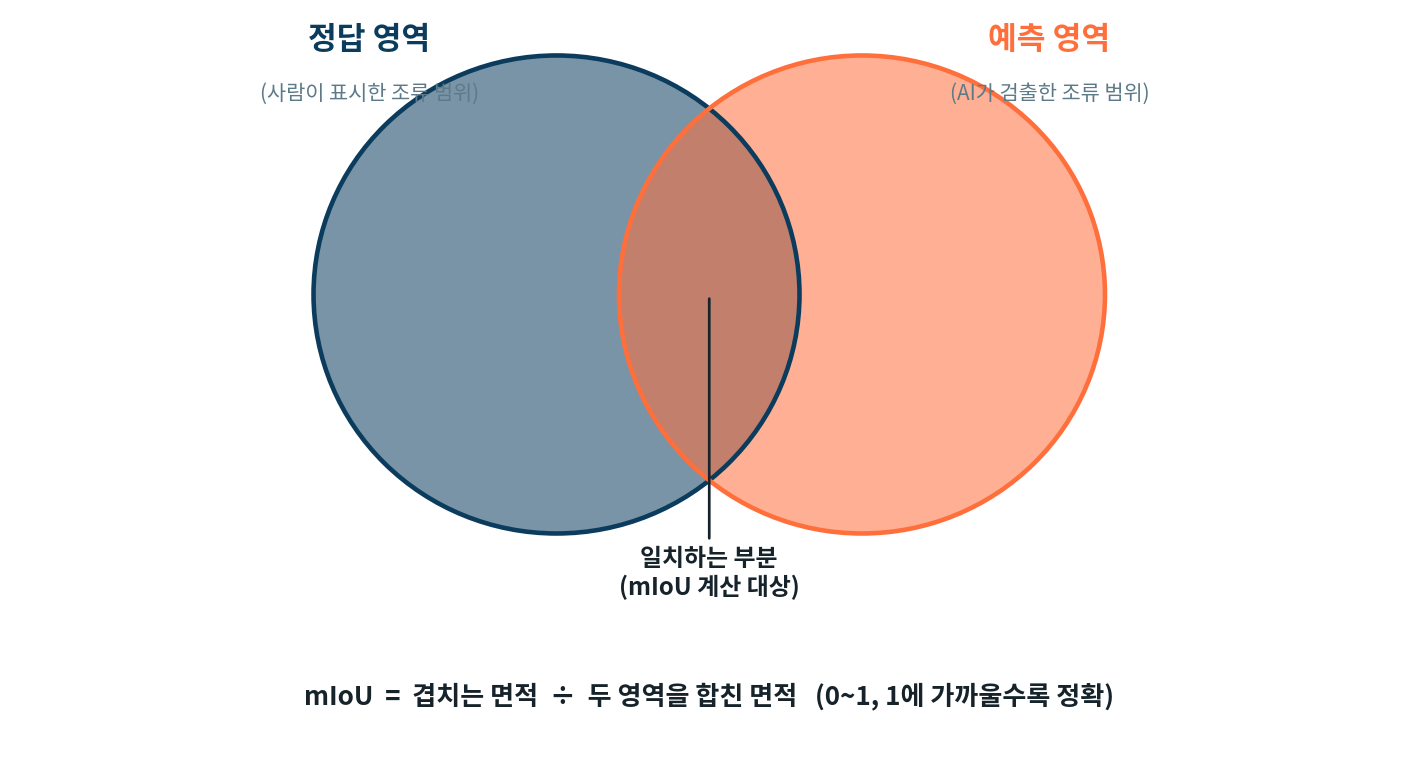 정답 영역
예측 영역
(사람이 표시한 조류 범위)
(AI가 검출한 조류 범위)
일치하는 부분
(mIoU 계산 대상)
mIoU = 겹치는 면적 ÷ 두 영역을 합친 면적 (0~1, 1에 가까울수록 정확)